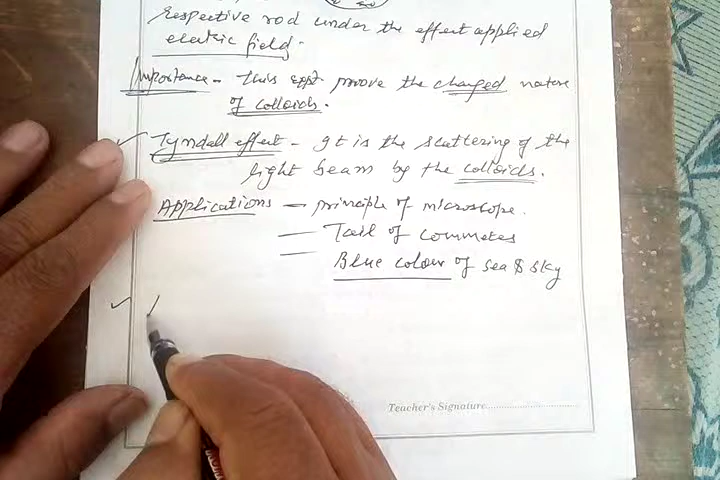 respective rod under the effect applied
electric field.
Importance - This expt prove the charged nature
of colloids.
Tyndall effect - It is the scattering of the
light beam by the colloids.
Applications — principle of microscope.
— Tail of commetes
— Blue colour of sea & sky
Teacher's Signature